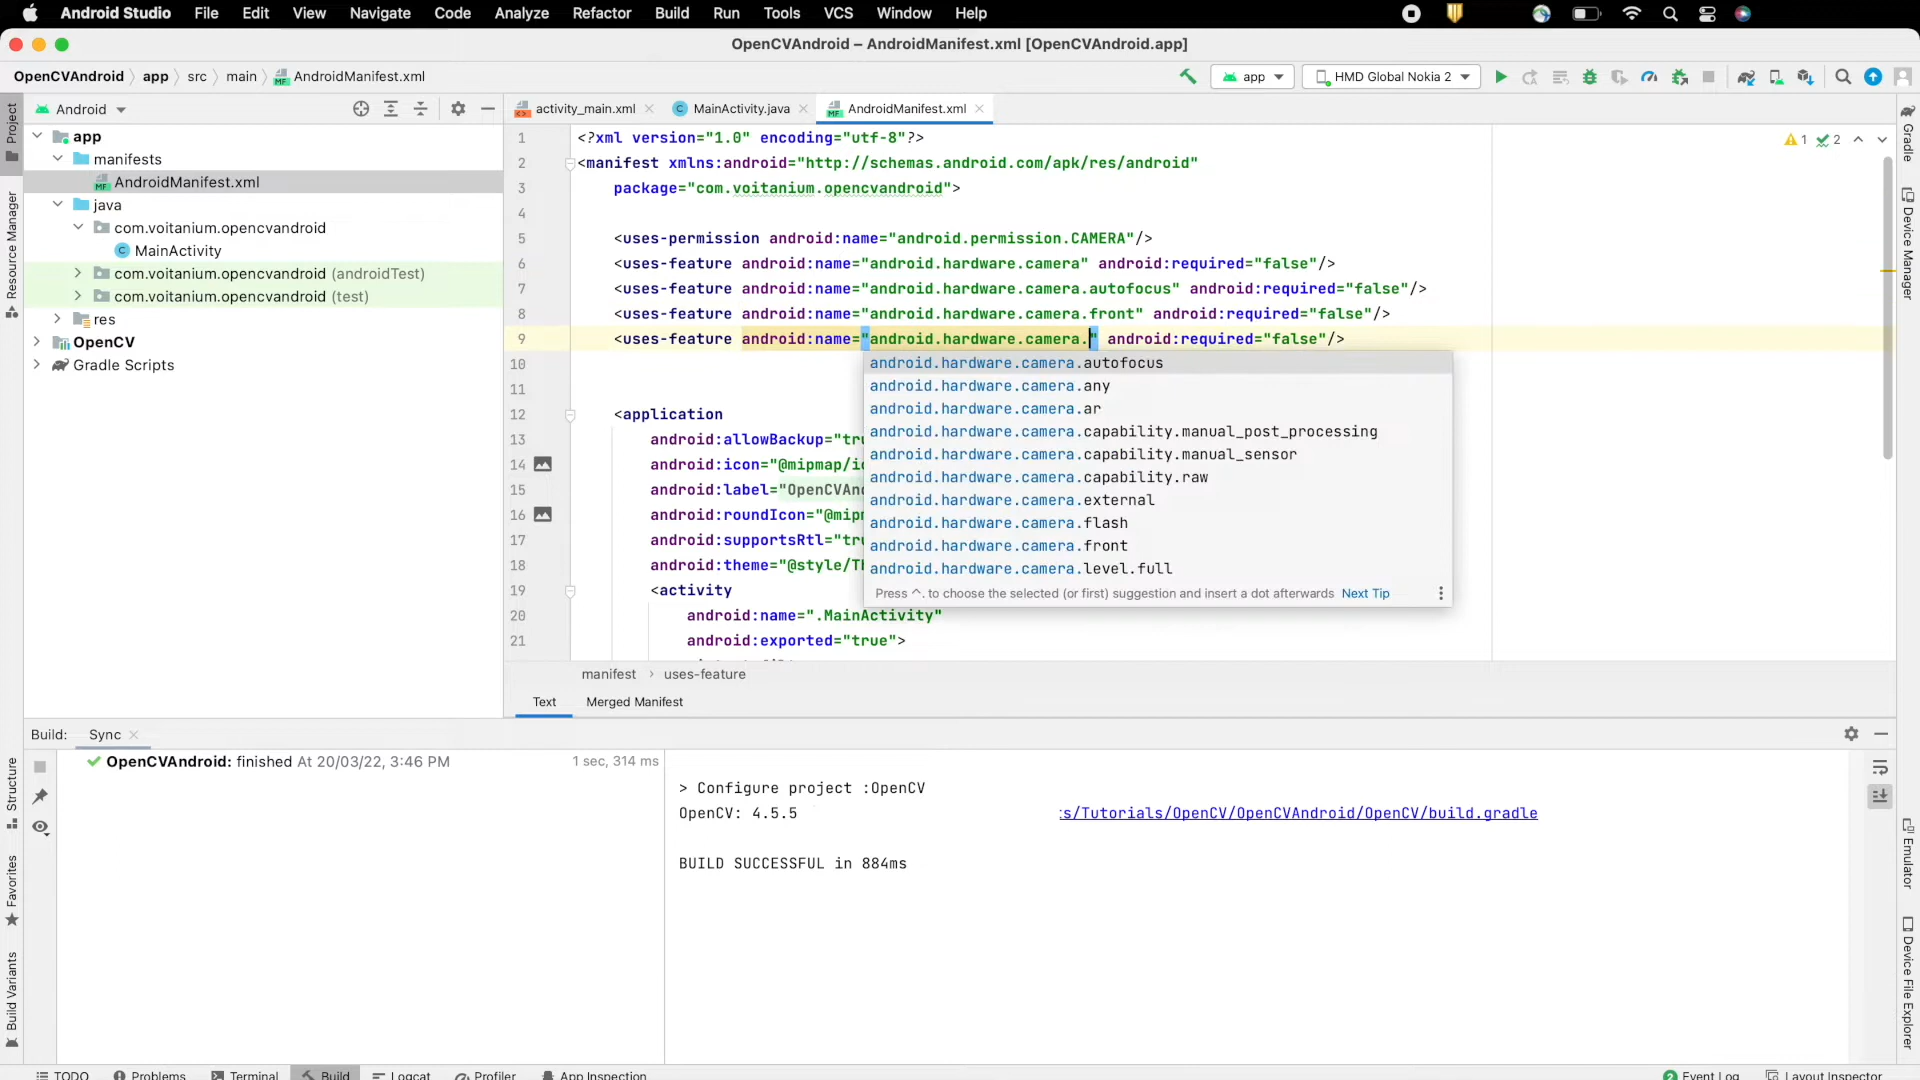 Android Studio File Edit View Navigate Code Analyze Refactor Build Run Tools VCS Window Help
OpenCVAndroid – AndroidManifest.xml [OpenCVAndroid.app]
OpenCVAndroid app src main AndroidManifest.xml
app HMD Global Nokia 2
Project
Resource Manager
Android
app
manifests
AndroidManifest.xml
java
com.voitanium.opencvandroid
MainActivity
com.voitanium.opencvandroid (androidTest)
com.voitanium.opencvandroid (test)
res
OpenCV
Gradle Scripts
activity_main.xml MainActivity.java AndroidManifest.xml
1 2
1 <?xml version="1.0" encoding="utf-8"?>
2 <manifest xmlns:android="http://schemas.android.com/apk/res/android"
3 package="com.voitanium.opencvandroid">
4
5 <uses-permission android:name="android.permission.CAMERA"/>
6 <uses-feature android:name="android.hardware.camera" android:required="false"/>
7 <uses-feature android:name="android.hardware.camera.autofocus" android:required="false"/>
8 <uses-feature android:name="android.hardware.camera.front" android:required="false"/>
9 <uses-feature android:name="android.hardware.camera." android:required="false"/>
10
11
12 <application
13 android:allowBackup="tru
14 android:icon="@mipmap/ic
15 android:label="OpenCVAnd
16 android:roundIcon="@mipm
17 android:supportsRtl="tru
18 android:theme="@style/Th
19 <activity
20 android:name=".MainActivity"
21 android:exported="true">
android.hardware.camera.autofocus
android.hardware.camera.any
android.hardware.camera.ar
android.hardware.camera.capability.manual_post_processing
android.hardware.camera.capability.manual_sensor
android.hardware.camera.capability.raw
android.hardware.camera.external
android.hardware.camera.flash
android.hardware.camera.front
android.hardware.camera.level.full
Press ^. to choose the selected (or first) suggestion and insert a dot afterwards Next Tip
manifest › uses-feature
Text Merged Manifest
Gradle
Device Manager
Emulator
Device File Explorer
Build: Sync
OpenCVAndroid: finished At 20/03/22, 3:46 PM 1 sec, 314 ms
> Configure project :OpenCV
OpenCV: 4.5.5 :s/Tutorials/OpenCV/OpenCVAndroid/OpenCV/build.gradle
BUILD SUCCESSFUL in 884ms
Structure
Favorites
Build Variants
TODO Problems Terminal Build Logcat Profiler App Inspection 2 Event Log Layout Inspector